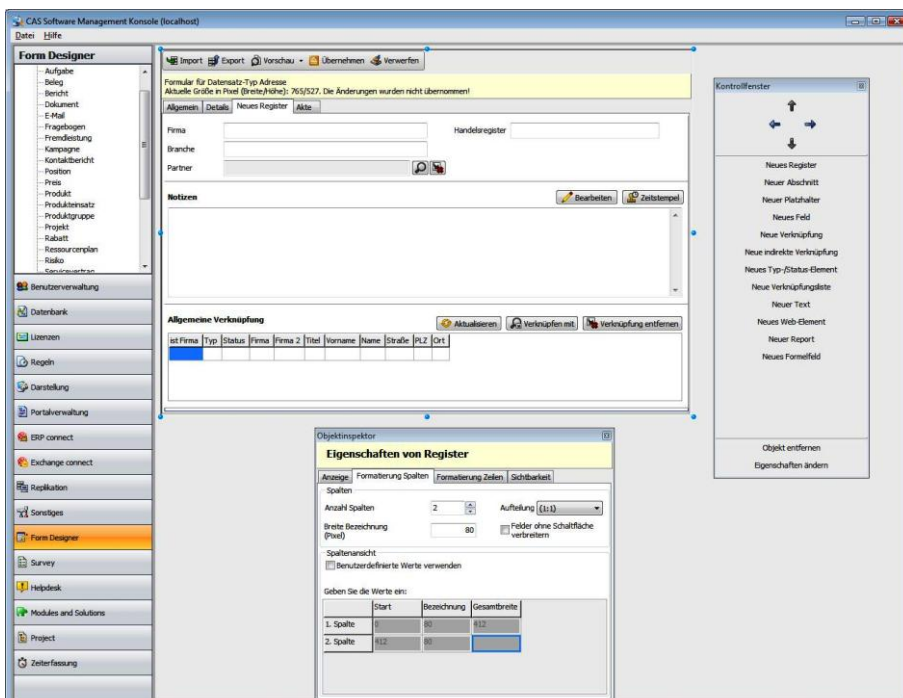 CAS Software Management Konsole (localhost)
Datei Hilfe
Form Designer
Aufgabe
Beleg
Bericht
Dokument
E-Mail
Fragebogen
Fremdleistung
Kampagne
Kontaktbericht
Position
Preis
Produkt
Produkteinsatz
Produktgruppe
Projekt
Rabatt
Ressourcenplan
Risiko
Servicevertrag
Benutzerverwaltung
Datenbank
Lizenzen
Regeln
Darstellung
Portalverwaltung
ERP connect
Exchange connect
Replikation
Sonstiges
Form Designer
Survey
Helpdesk
Modules and Solutions
Project
Zeiterfassung
Import Export Vorschau Übernehmen Verwerfen
Formular für Datensatz-Typ Adresse
Aktuelle Größe in Pixel (Breite/Höhe): 765/527. Die Änderungen wurden nicht übernommen!
Allgemein Details Neues Register Akte
Firma Handelsregister
Branche
Partner
Notizen Bearbeiten Zeitstempel
Allgemeine Verknüpfung Aktualisieren Verknüpfen mit Verknüpfung entfernen
ist Firma Typ Status Firma Firma 2 Titel Vorname Name Straße PLZ Ort
Kontrollfenster
Neues Register
Neuer Abschnitt
Neuer Platzhalter
Neues Feld
Neue Verknüpfung
Neue indirekte Verknüpfung
Neues Typ-/Status-Element
Neue Verknüpfungsliste
Neuer Text
Neues Web-Element
Neuer Report
Neues Formelfeld
Objekt entfernen
Eigenschaften ändern
Objektinspektor
Eigenschaften von Register
Anzeige Formatierung Spalten Formatierung Zeilen Sichtbarkeit
Spalten
Anzahl Spalten 2 Aufteilung (1:1)
Breite Bezeichnung 80 Felder ohne Schaltfläche
(Pixel) verbreitern
Spaltenansicht
Benutzerdefinierte Werte verwenden
Geben Sie die Werte ein:
Start Bezeichnung Gesamtbreite
1. Spalte 0 80 412
2. Spalte 412 80